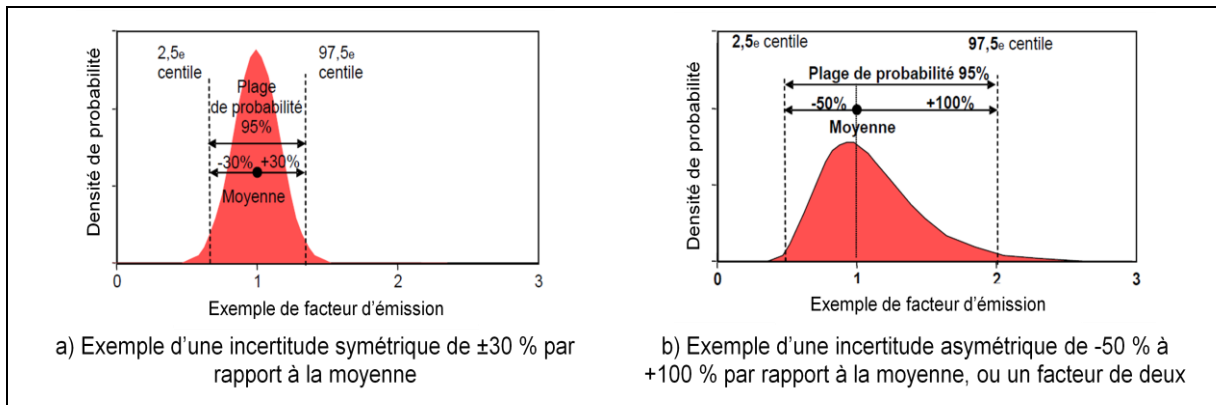 2,5e
centile
97,5e
centile
Plage
de probabilité
95%
-30% +30%
Moyenne
Densité de probabilité
0 1 2 3
Exemple de facteur d'émission
a) Exemple d'une incertitude symétrique de ±30 % par
rapport à la moyenne
2,5e centile
97,5e centile
Plage de probabilité 95%
-50% +100%
Moyenne
Densité de probabilité
0 1 2 3
Exemple de facteur d'émission
b) Exemple d'une incertitude asymétrique de -50 % à
+100 % par rapport à la moyenne, ou un facteur de deux